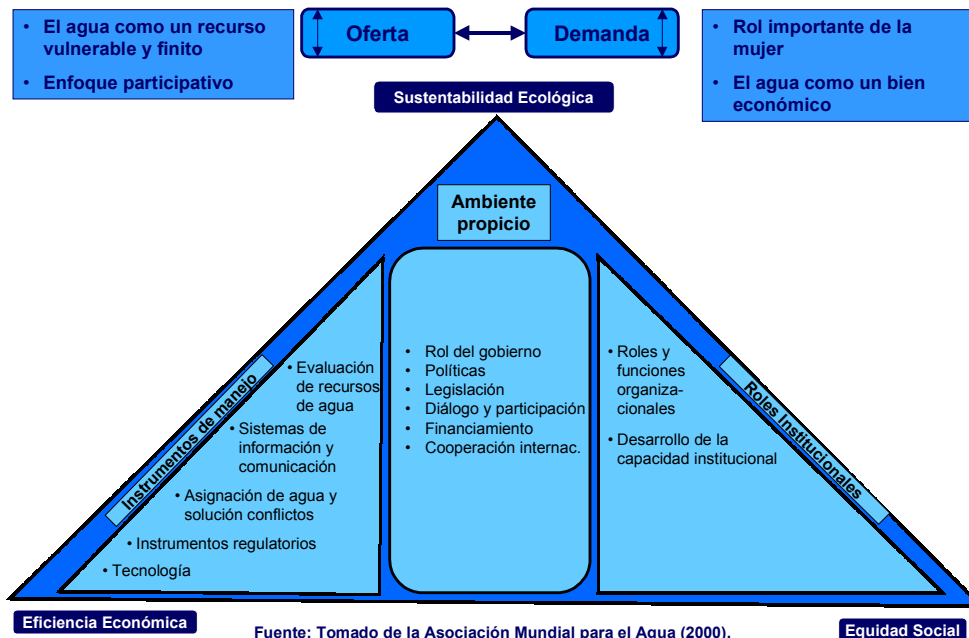 • El agua como un recurso
vulnerable y finito
• Enfoque participativo
Oferta
Demanda
• Rol importante de la
mujer
• El agua como un bien
económico
Sustentabilidad Ecológica
Ambiente
propicio
Instrumentos de manejo
• Evaluación
de recursos
de agua
• Sistemas de
información y
comunicación
• Asignación de agua y
solución conflictos
• Instrumentos regulatorios
• Tecnología
• Rol del gobierno
• Políticas
• Legislación
• Diálogo y participación
• Financiamiento
• Cooperación internac.
• Roles y
funciones
organiza-
cionales
• Desarrollo de la
capacidad institucional
Roles Institucionales
Eficiencia Económica
Fuente: Tomado de la Asociación Mundial para el Agua (2000).
Equidad Social